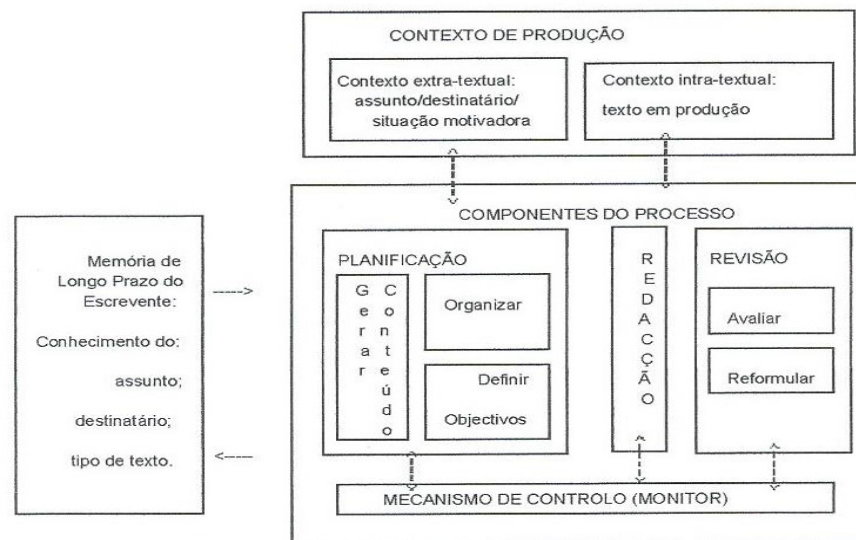 CONTEXTO DE PRODUÇÃO
Contexto extra-textual:
assunto/destinatário/
situação motivadora
Contexto intra-textual:
texto em produção
Memória de
Longo Prazo do
Escrevente:
Conhecimento do:
assunto;
destinatário;
tipo de texto.
COMPONENTES DO PROCESSO
PLANIFICAÇÃO
Gerar
Conteúdo
Organizar
Definir
Objectivos
REDACÇÃO
REVISÃO
Avaliar
Reformular
MECANISMO DE CONTROLO (MONITOR)